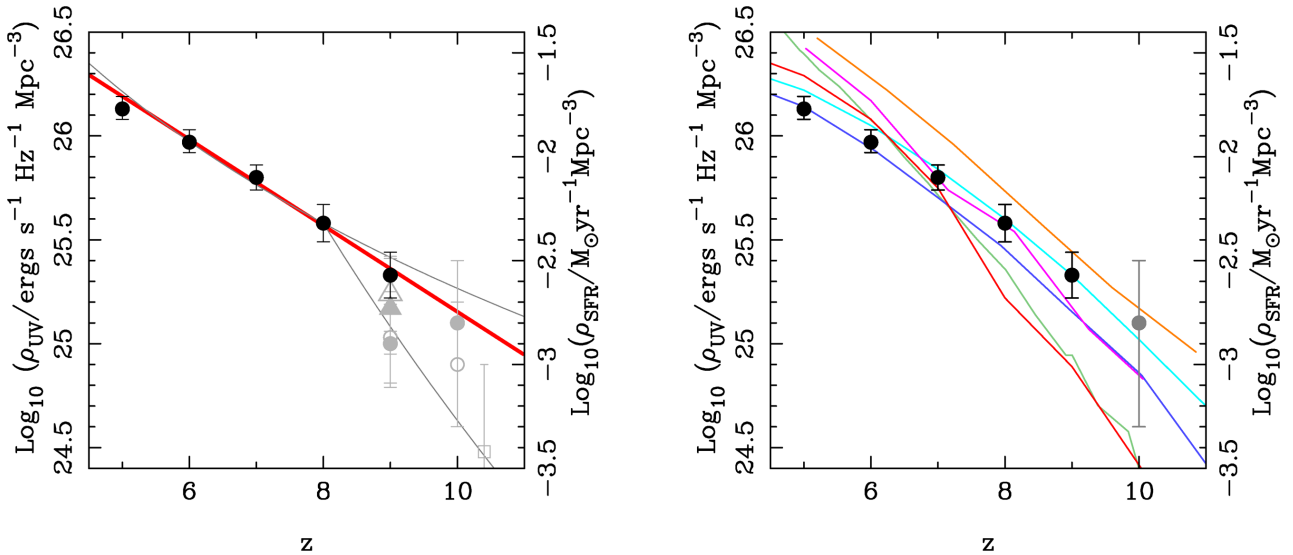 Log₁₀ (ρUV/ergs s⁻¹ Hz⁻¹ Mpc⁻³)
24.5 25 25.5 26 26.5
6 8 10
z
−3.5 −3 −2.5 −2 −1.5
Log₁₀(ρSFR/M⊙yr⁻¹Mpc⁻³)
Log₁₀ (ρUV/ergs s⁻¹ Hz⁻¹ Mpc⁻³)
24.5 25 25.5 26 26.5
6 8 10
z
−3.5 −3 −2.5 −2 −1.5
Log₁₀(ρSFR/M⊙yr⁻¹Mpc⁻³)